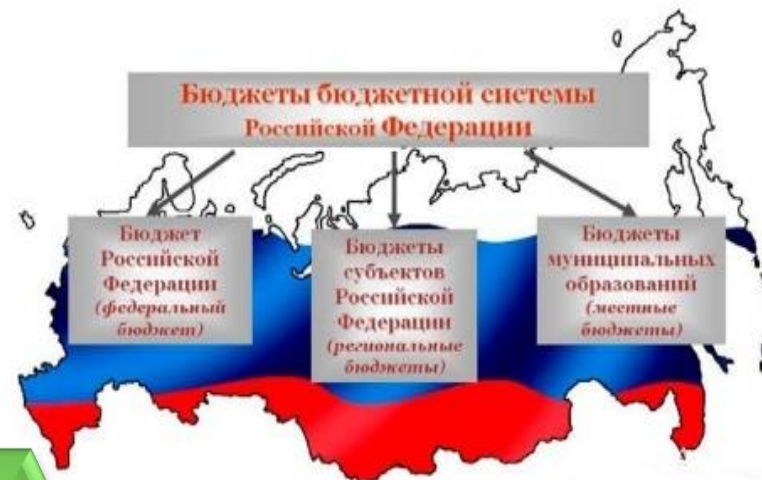 Бюджеты бюджетной системы
Российской Федерации
Бюджет
Российской
Федерации
(федеральный
бюджет)
Бюджеты
субъектов
Российской
Федерации
(региональные
бюджеты)
Бюджеты
муниципальных
образований
(местные
бюджеты)